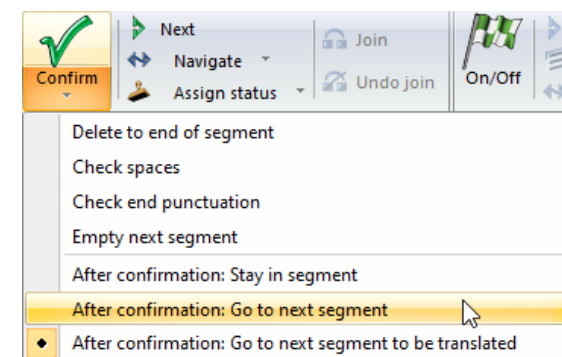 Next
Navigate
Assign status
Confirm
Join
Undo join
On/Off
Delete to end of segment
Check spaces
Check end punctuation
Empty next segment
After confirmation: Stay in segment
After confirmation: Go to next segment
After confirmation: Go to next segment to be translated